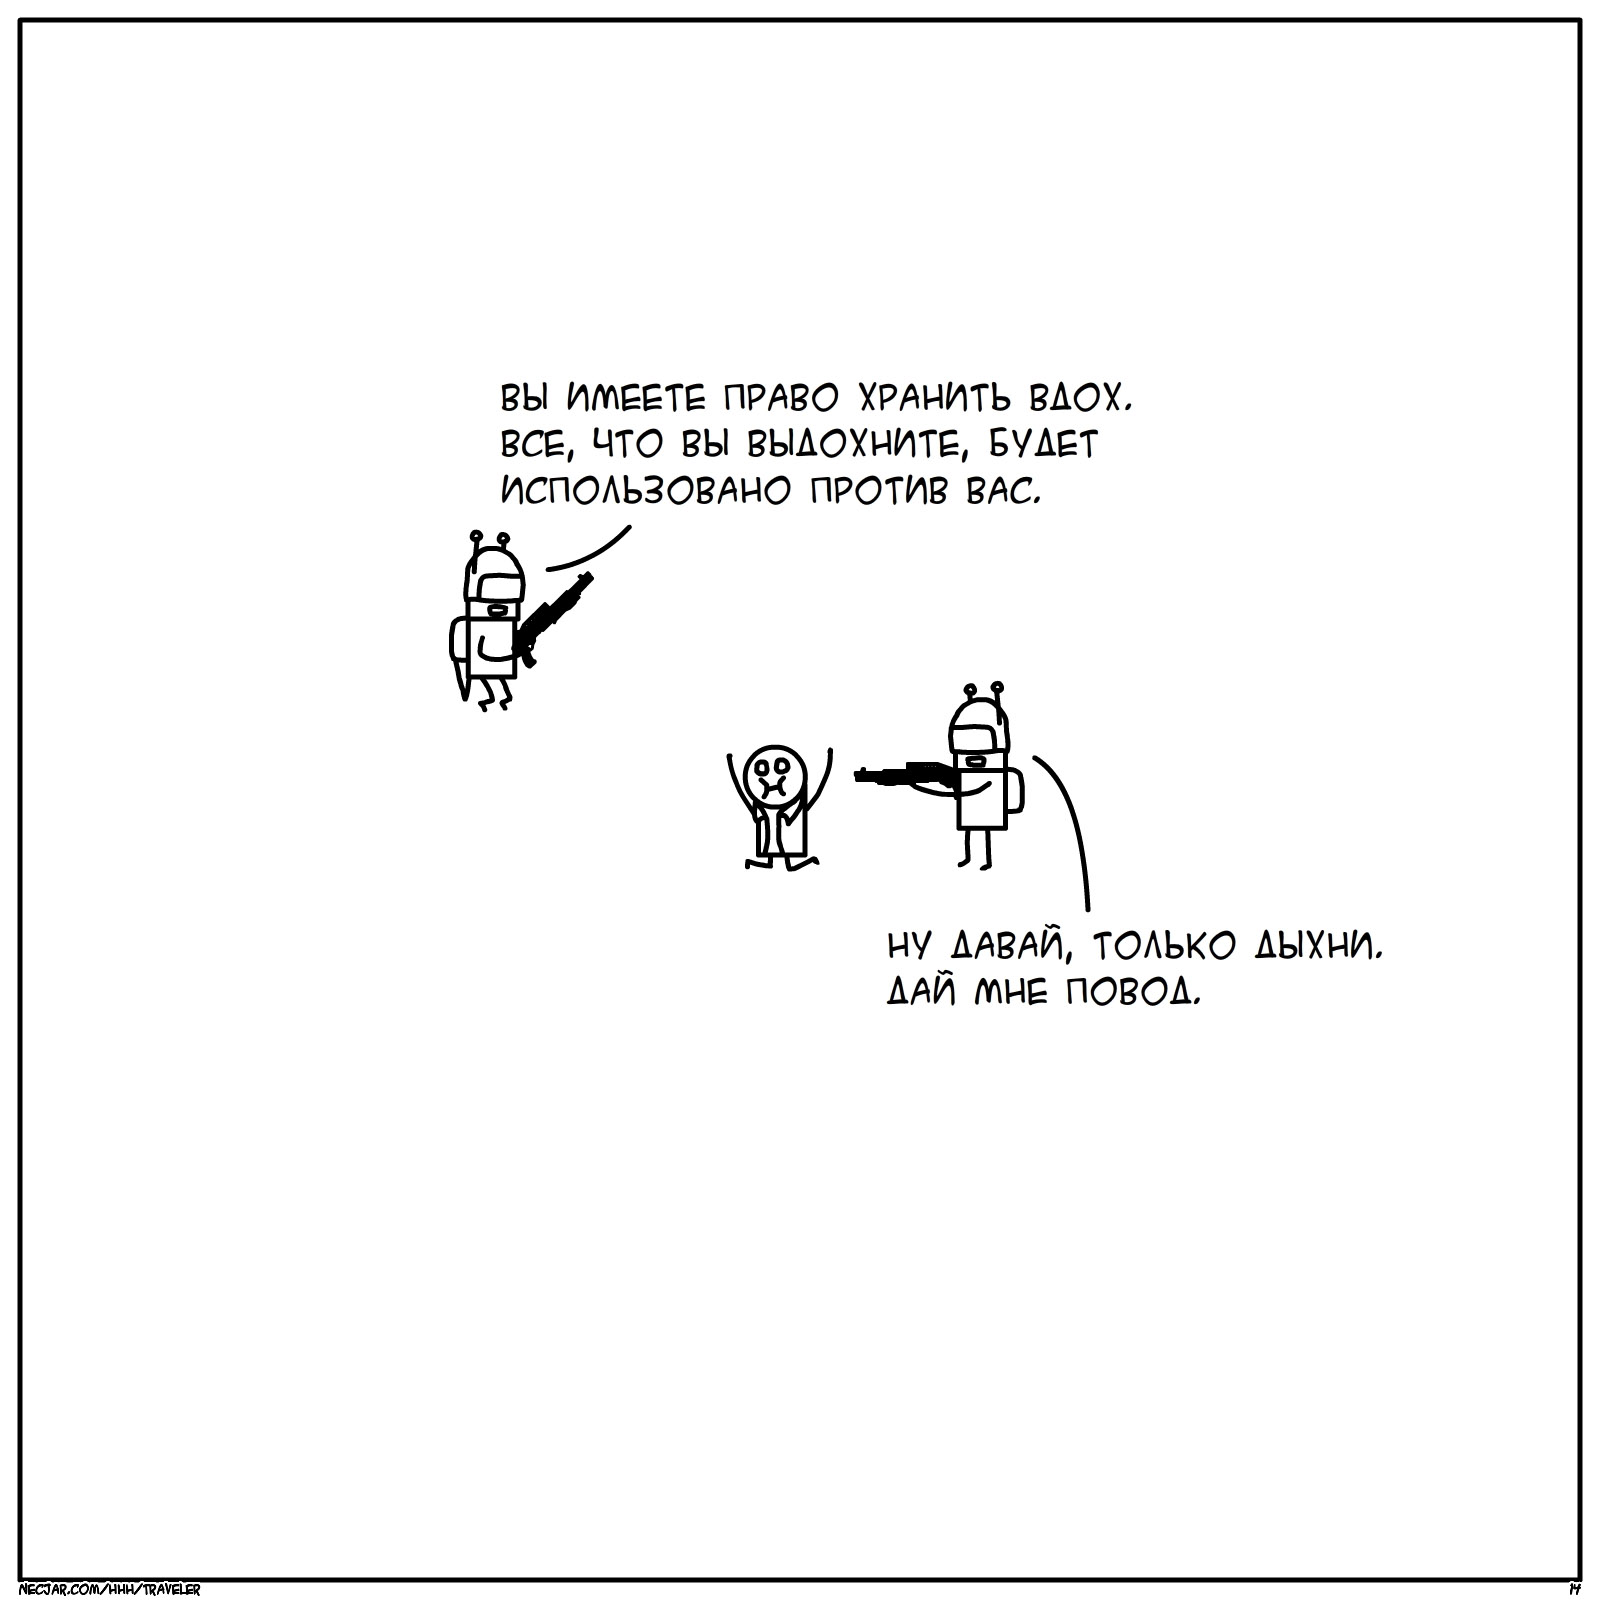 ВЫ ИМЕЕТЕ ПРАВО ХРАНИТЬ ВДОХ.
ВСЕ, ЧТО ВЫ ВЫДОХНИТЕ, БУДЕТ
ИСПОЛЬЗОВАНО ПРОТИВ ВАС.
НУ ДАВАЙ, ТОЛЬКО ДЫХНИ.
ДАЙ МНЕ ПОВОД.
NECJAR.COM/HHH/TRAVELER
14